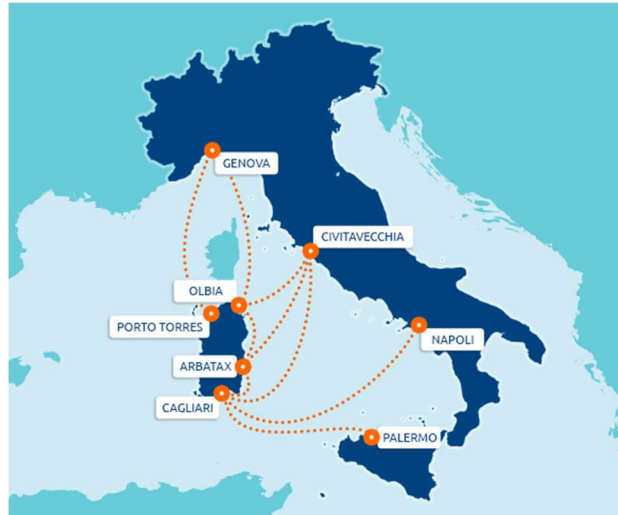 GENOVA
CIVITAVECCHIA
OLBIA
PORTO TORRES
NAPOLI
ARBATAX
CAGLIARI
PALERMO